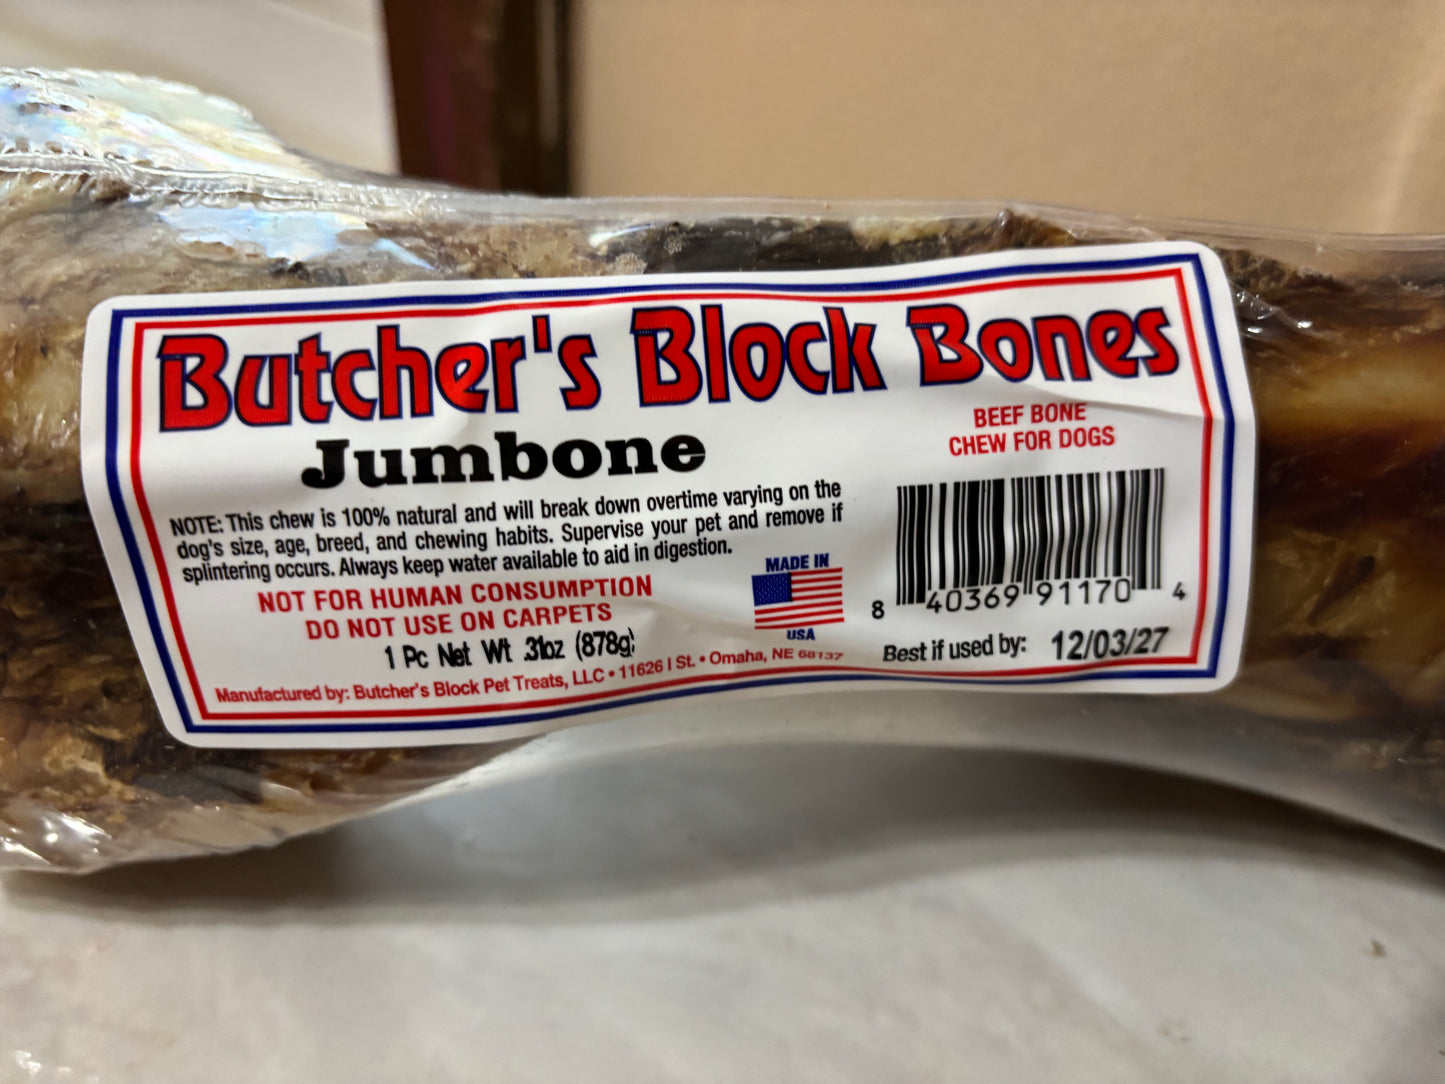 Butcher's Block Bones
Jumbone
BEEF BONE
CHEW FOR DOGS
NOTE: This chew is 100% natural and will break down overtime varying on the
dog's size, age, breed, and chewing habits. Supervise your pet and remove if
splintering occurs. Always keep water available to aid in digestion.
NOT FOR HUMAN CONSUMPTION
DO NOT USE ON CARPETS
1 Pc Net Wt .31oz (878g)
Manufactured by: Butcher's Block Pet Treats, LLC • 11626 I St. • Omaha, NE 68137
MADE IN
USA
8 40369 91170 4
Best if used by: 12/03/27